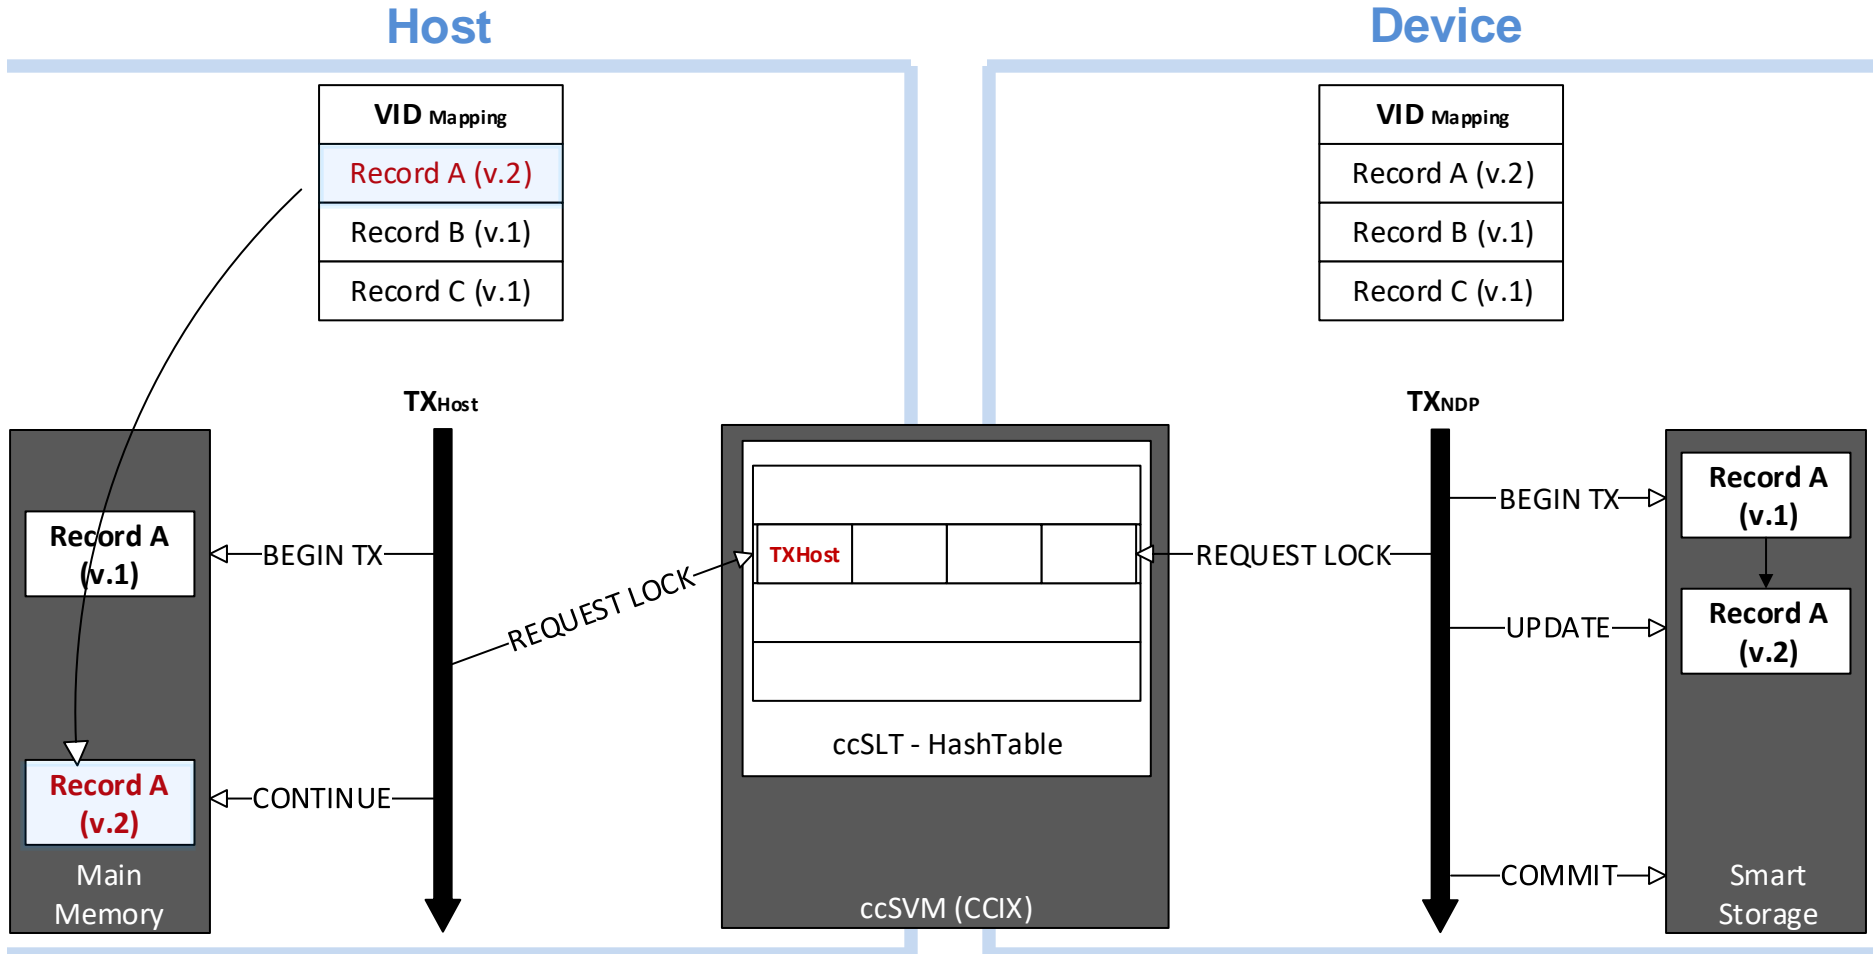 Host
Device
VID Mapping
Record A (v.2)
Record B (v.1)
Record C (v.1)
VID Mapping
Record A (v.2)
Record B (v.1)
Record C (v.1)
TXHost
Record A
(v.1)
BEGIN TX
REQUEST LOCK
Record A
(v.2)
CONTINUE
Main
Memory
TXHost
ccSLT - HashTable
ccSVM (CCIX)
TXNDP
BEGIN TX
REQUEST LOCK
UPDATE
COMMIT
Record A
(v.1)
Record A
(v.2)
Smart
Storage